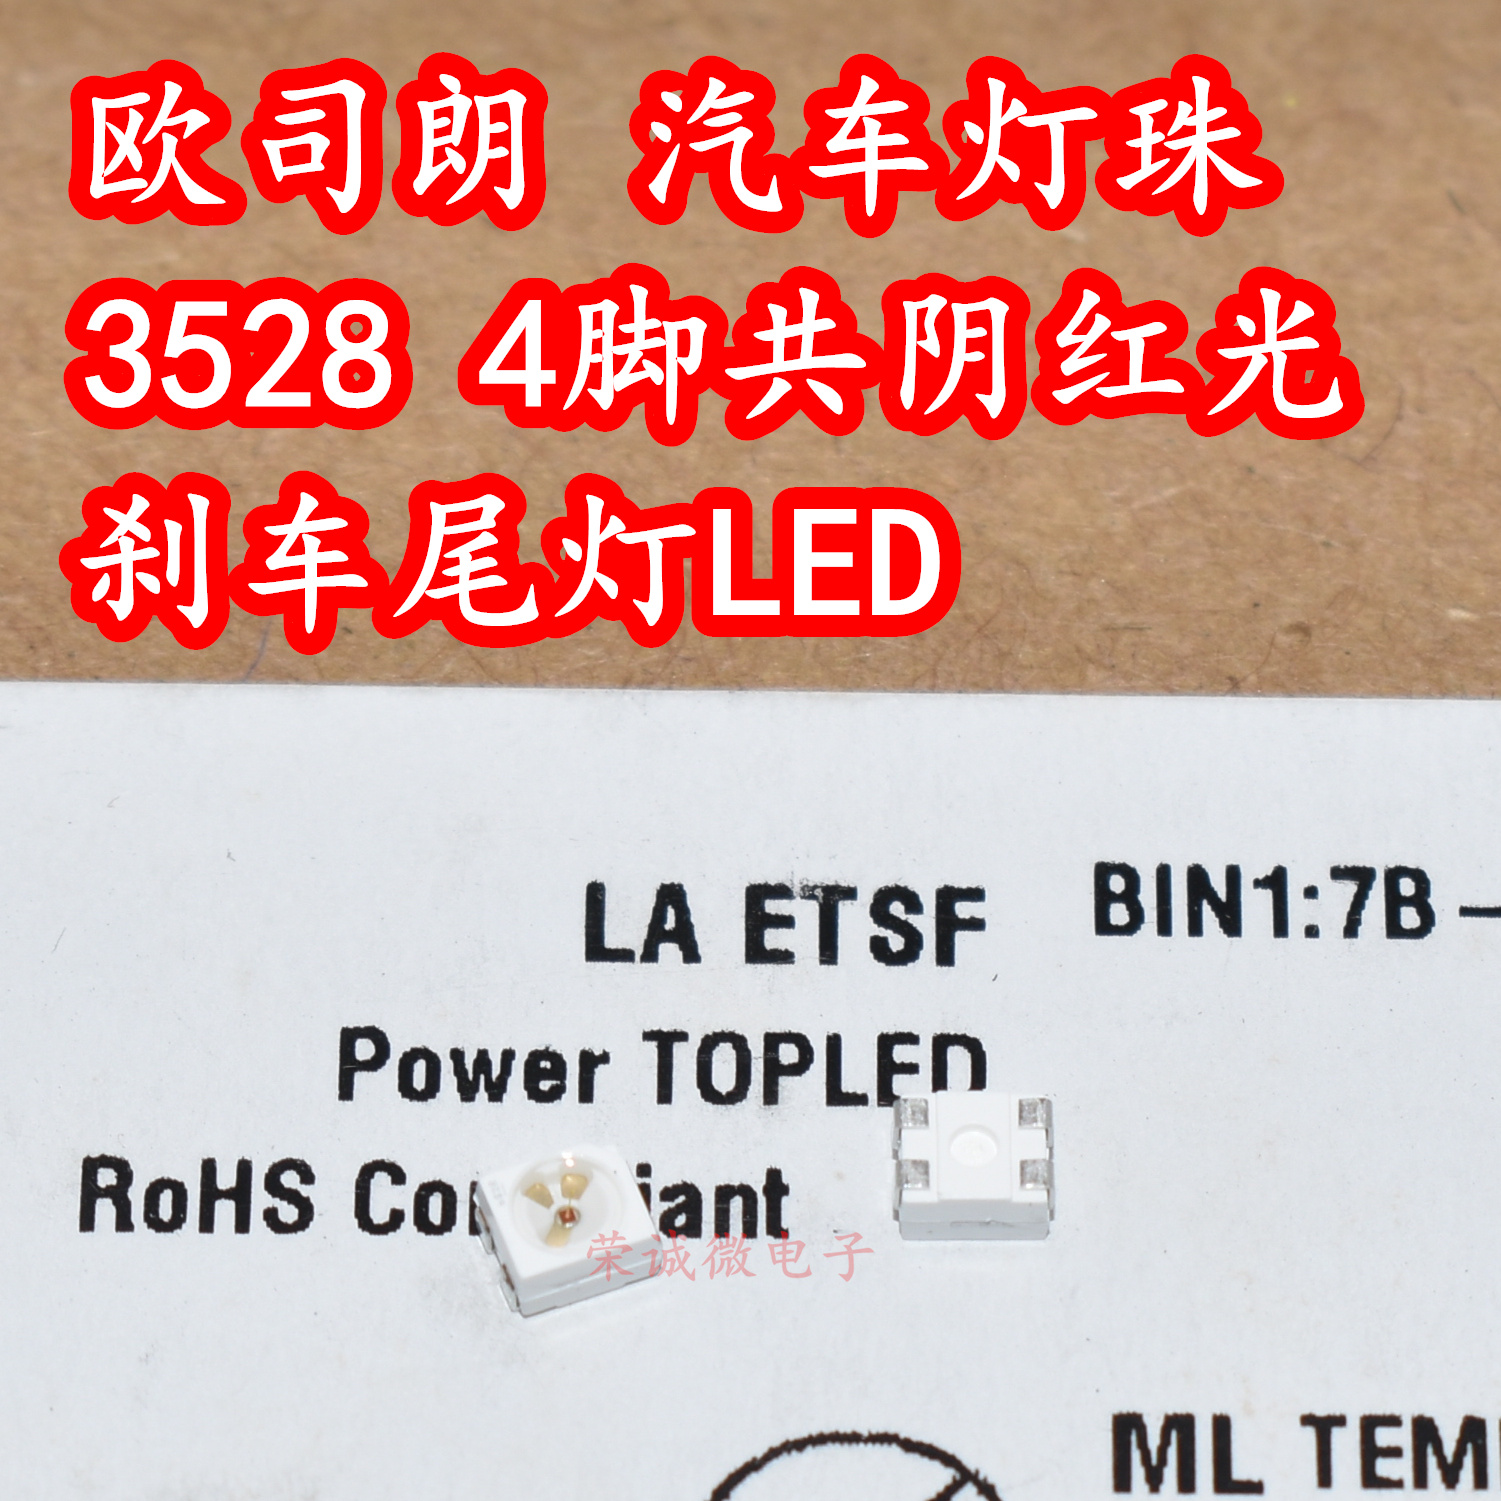 欧司朗 汽车灯珠
3528 4脚共阴红光
刹车尾灯LED
LA ETSF
BIN1:7B -
Power TOPLED
RoHS Co
iant
荣诚微电子
ML TEM